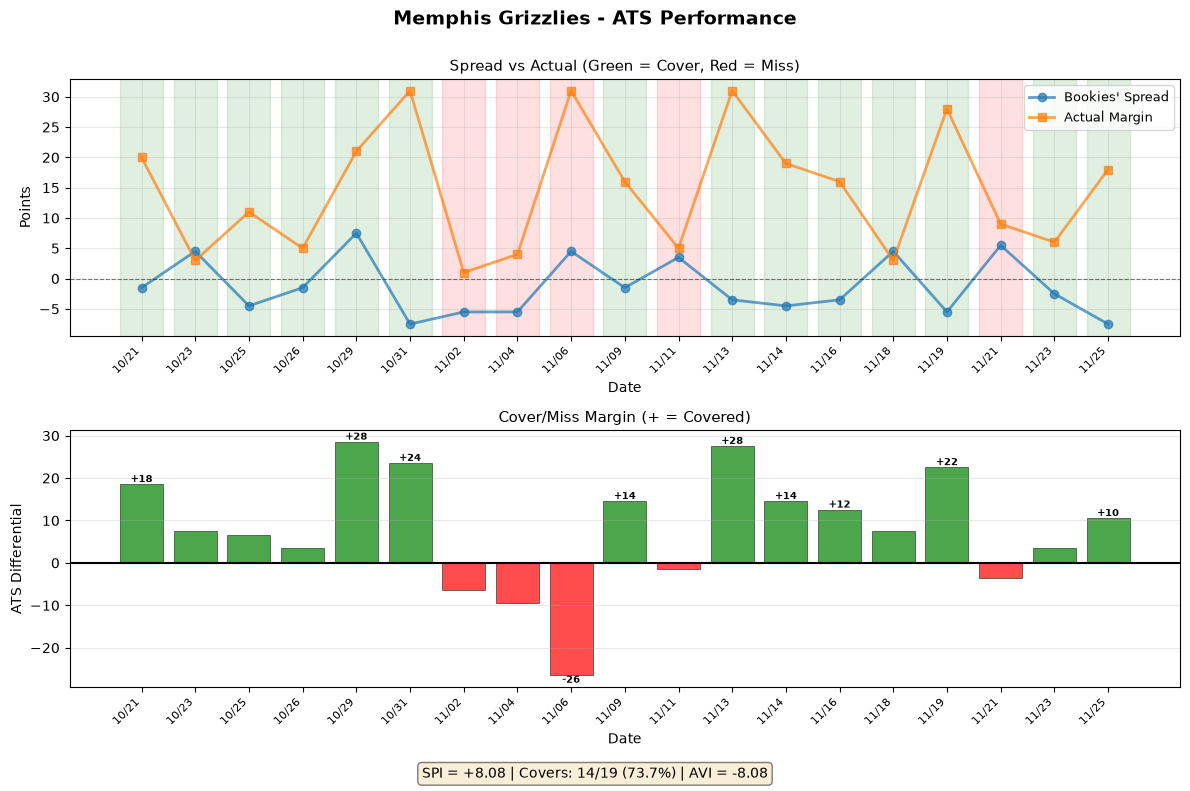 Memphis Grizzlies - ATS Performance
Spread vs Actual (Green = Cover, Red = Miss)
Points
30
25
20
15
10
5
0
−5
Bookies' Spread
Actual Margin
10/21 10/23 10/25 10/26 10/29 10/31 11/02 11/04 11/06 11/09 11/11 11/13 11/14 11/16 11/18 11/19 11/21 11/23 11/25
Date
Cover/Miss Margin (+ = Covered)
ATS Differential
30
20
10
0
−10
−20
+18 +28 +24 -26 +14 +28 +14 +12 +22 +10
10/21 10/23 10/25 10/26 10/29 10/31 11/02 11/04 11/06 11/09 11/11 11/13 11/14 11/16 11/18 11/19 11/21 11/23 11/25
Date
SPI = +8.08 | Covers: 14/19 (73.7%) | AVI = -8.08